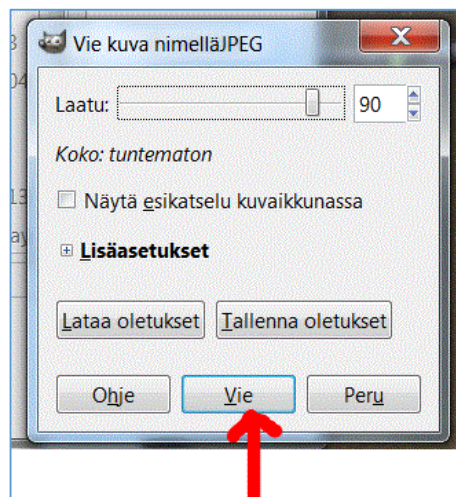 Vie kuva nimelläJPEG
Laatu:
90
Koko: tuntematon
Näytä esikatselu kuvaikkunassa
Lisäasetukset
Lataa oletukset Tallenna oletukset
Ohje Vie Peru